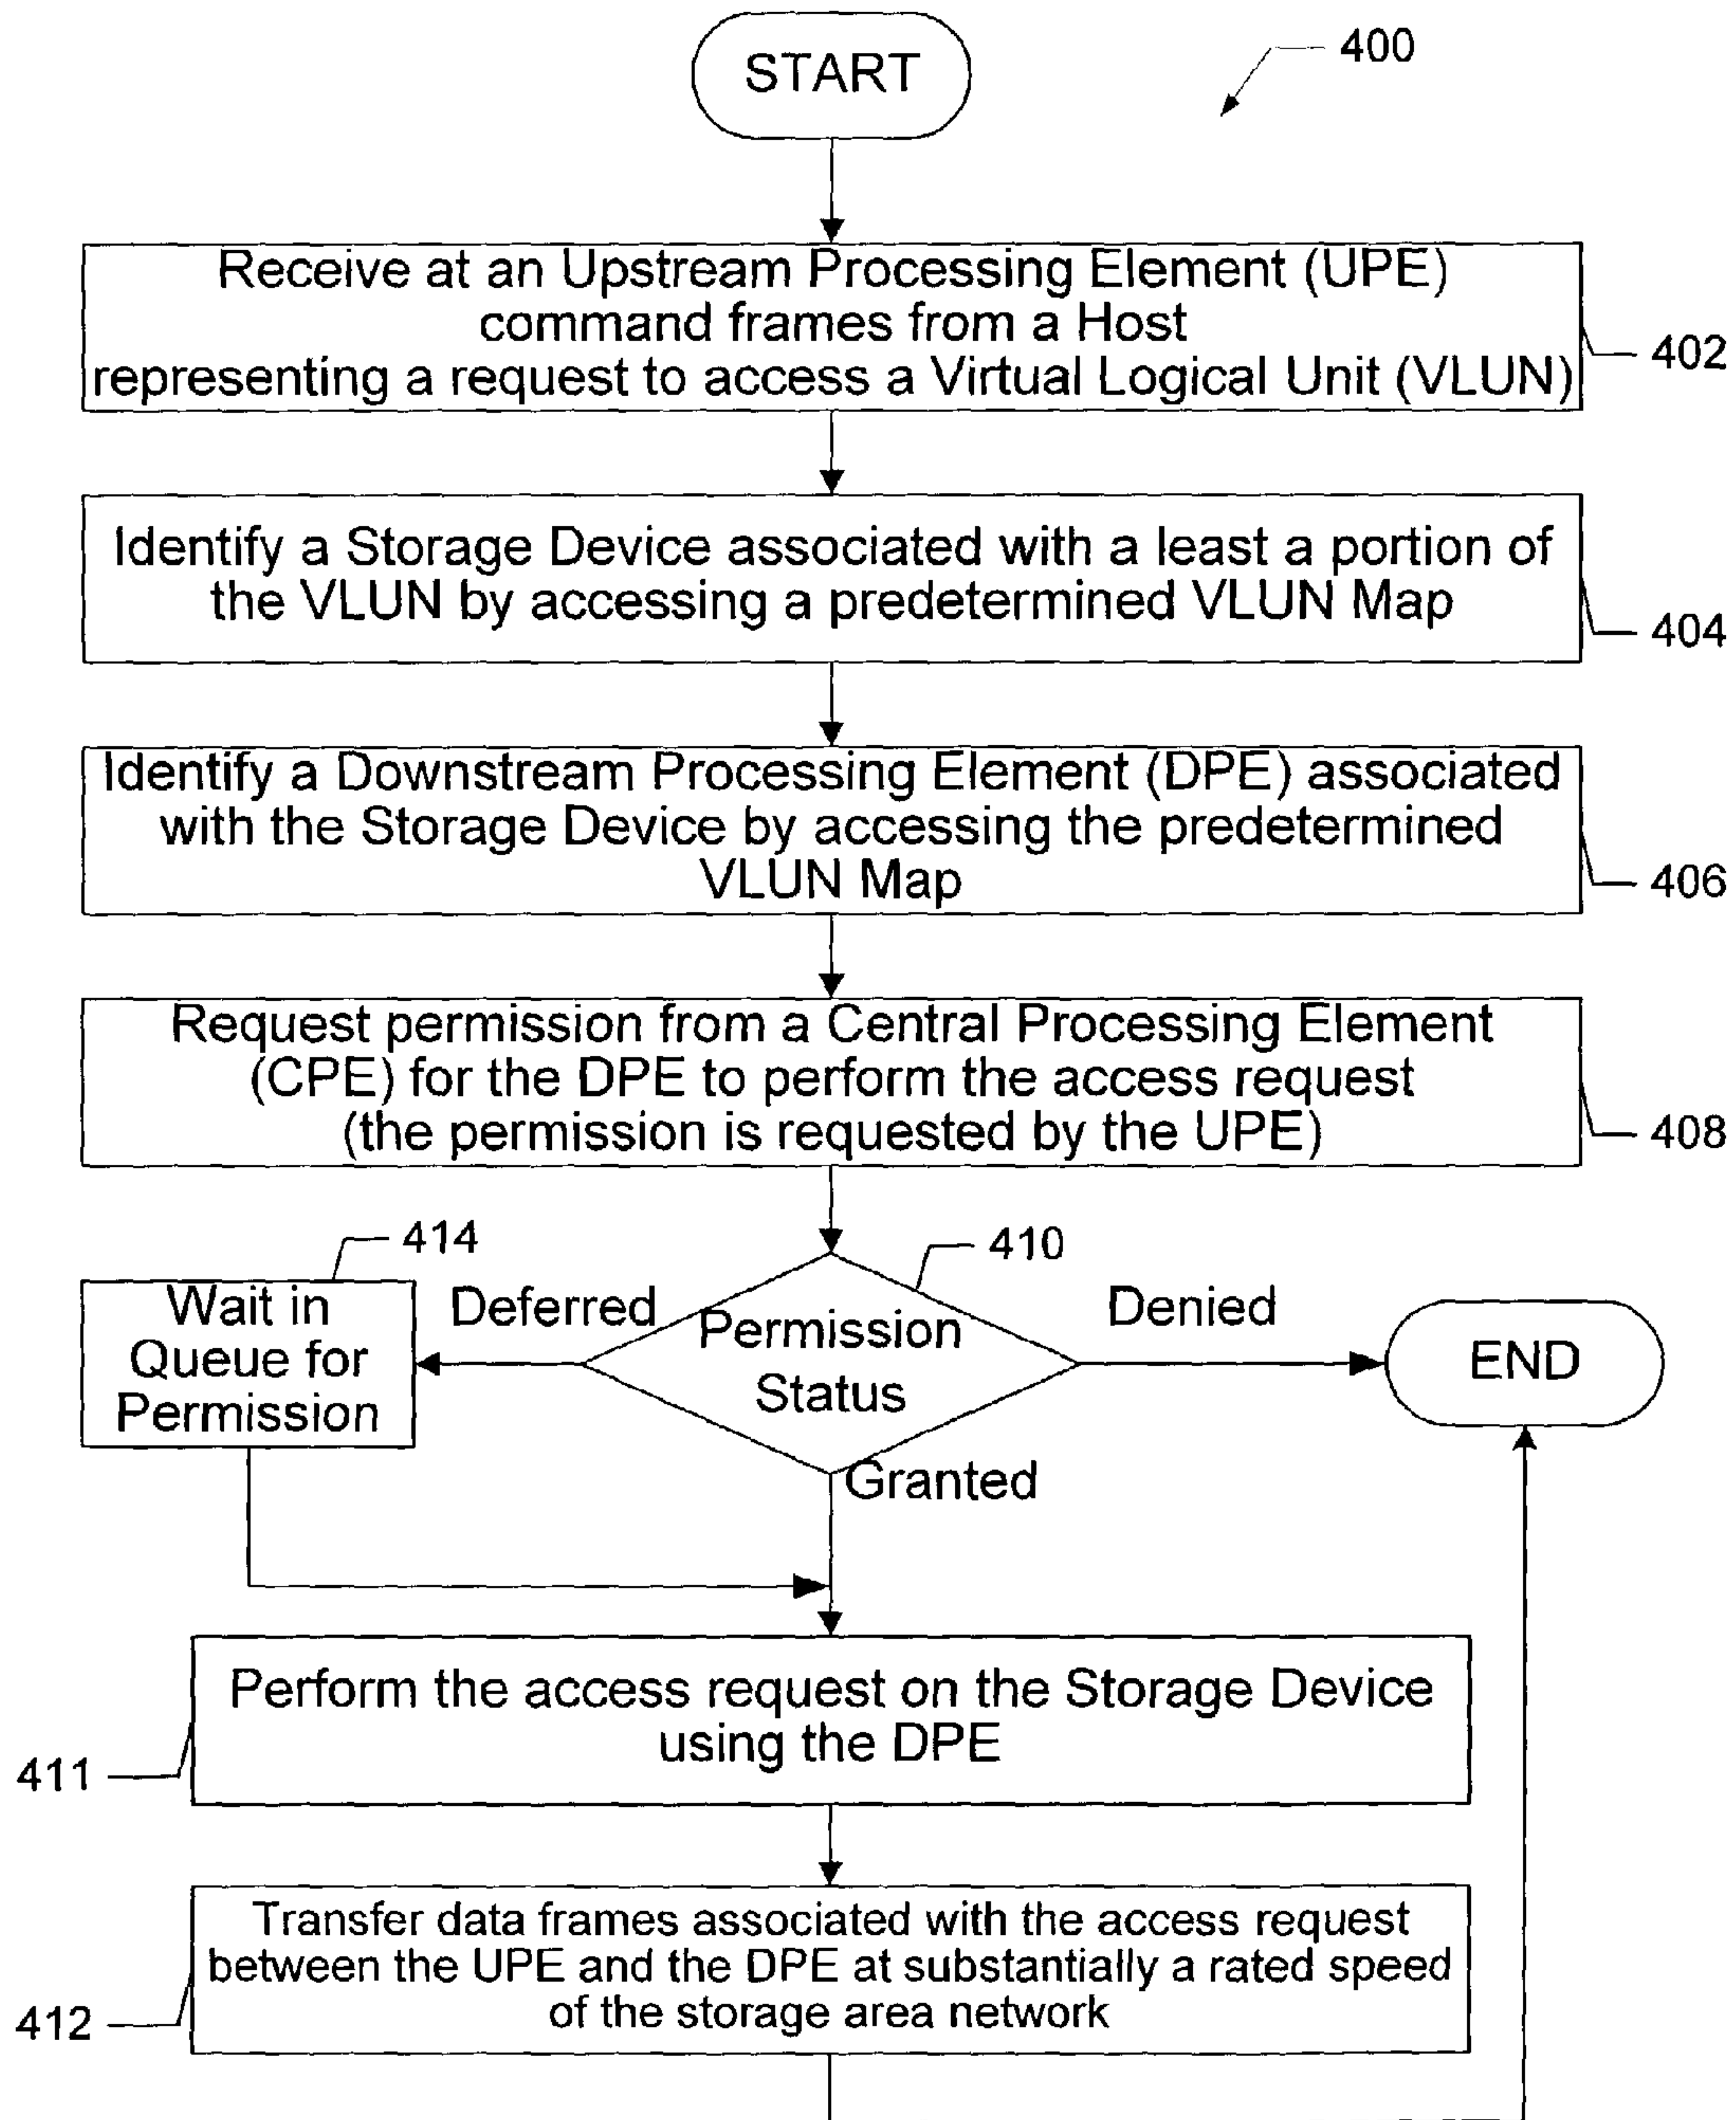 START
400
Receive at an Upstream Processing Element (UPE)
command frames from a Host
representing a request to access a Virtual Logical Unit (VLUN)
402
Identify a Storage Device associated with a least a portion of
the VLUN by accessing a predetermined VLUN Map
404
Identify a Downstream Processing Element (DPE) associated
with the Storage Device by accessing the predetermined
VLUN Map
406
Request permission from a Central Processing Element
(CPE) for the DPE to perform the access request
(the permission is requested by the UPE)
408
414
410
Wait in
Queue for
Permission
Deferred
Permission
Status
Denied
END
Granted
Perform the access request on the Storage Device
using the DPE
411
Transfer data frames associated with the access request
between the UPE and the DPE at substantially a rated speed
of the storage area network
412